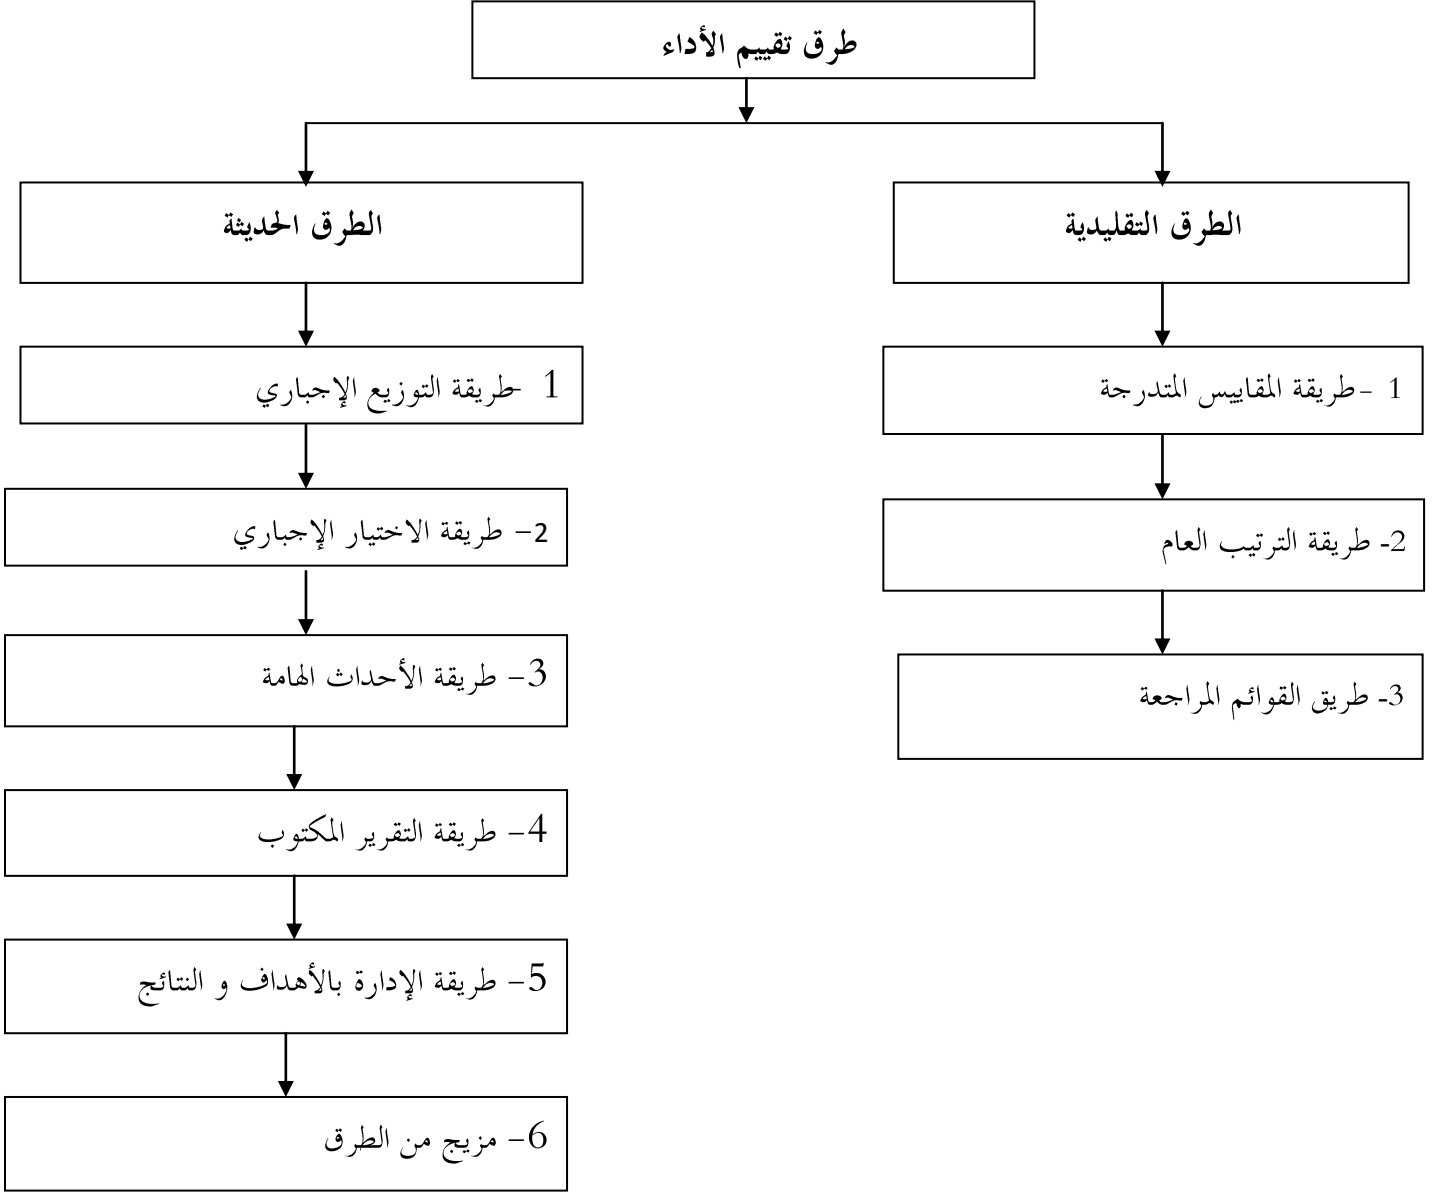 طرق تقييم الأداء
الطرق التقليدية
1 - طريقة المقاييس المتدرجة
2- طريقة الترتيب العام
3- طريق القوائم المراجعة
الطرق الحديثة
1 -طريقة التوزيع الإجباري
2- طريقة الاختيار الإجباري
3- طريقة الأحداث الهامة
4- طريقة التقرير المكتوب
5- طريقة الإدارة بالأهداف و النتائج
6- مزيج من الطرق